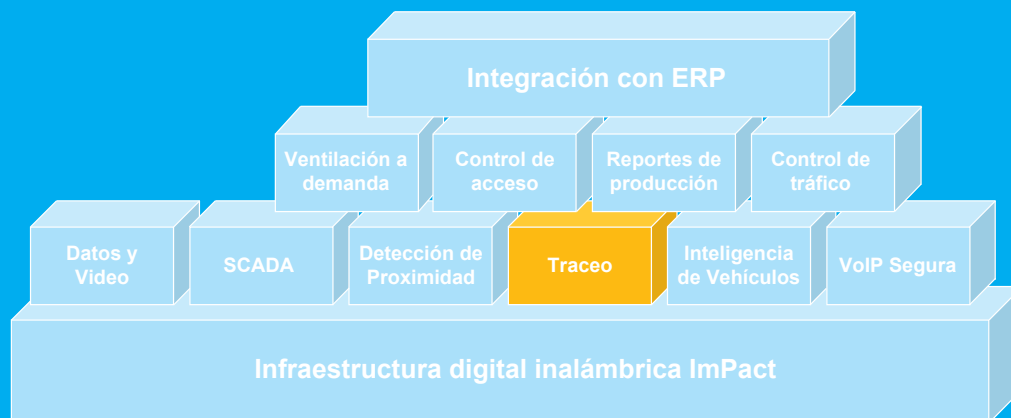 Integración con ERP
Ventilación a
demanda
Control de
acceso
Reportes de
producción
Control de
tráfico
Datos y
Video
SCADA
Detección de
Proximidad
Traceo
Inteligencia
de Vehículos
VoIP Segura
Infraestructura digital inalámbrica ImPact